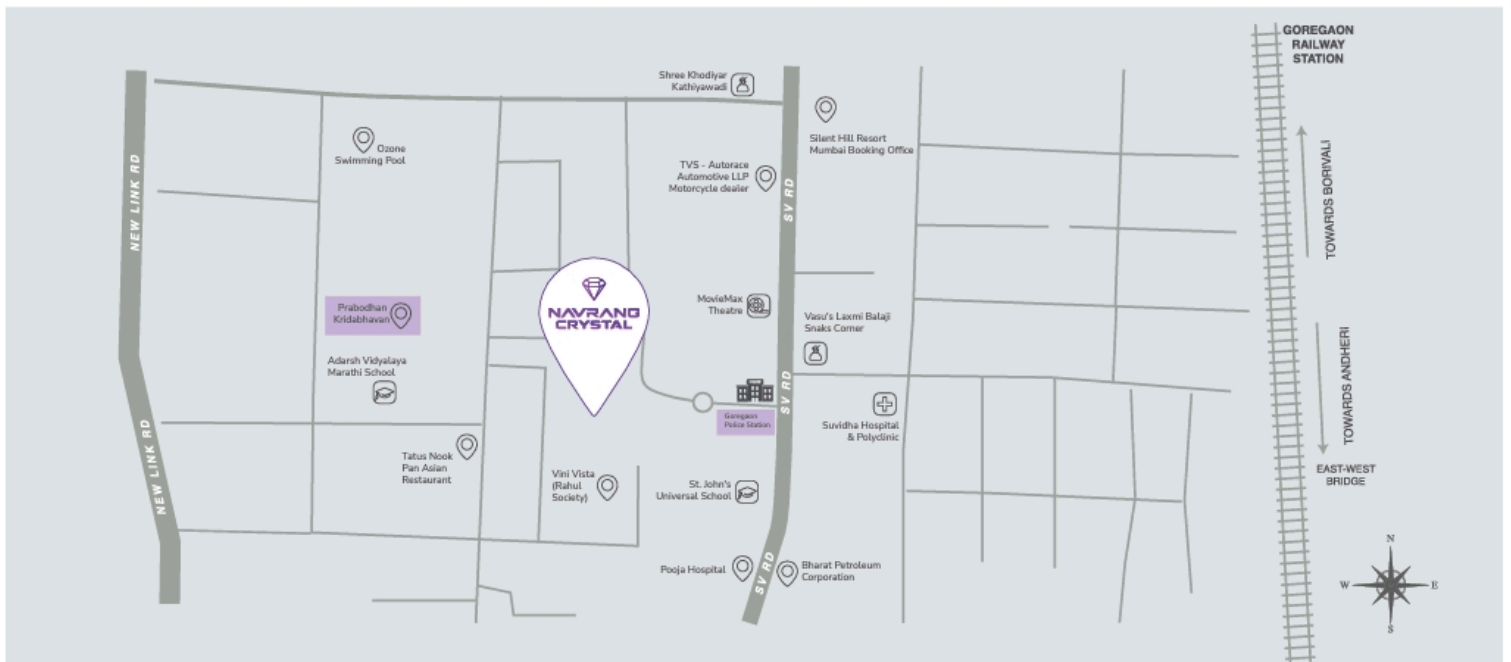 GOREGAON
RAILWAY
STATION
Shree Khodiyar
Kathiyawadi
Silent Hill Resort
Mumbai Booking Office
Ozone
Swimming Pool
TVS - Autorace
Automotive LLP
Motorcycle dealer
NEW LINK RD
SV RD
TOWARDS BORIVALI
Prabodhan
Kridabhavan
NAVRANG
CRYSTAL
MovieMax
Theatre
Vasu's Laxmi Balaji
Snaks Corner
Adarsh Vidyalaya
Marathi School
SV RD
TOWARDS ANDHERI
Goregaon
Police Station
Suvidha Hospital
& Polyclinic
NEW LINK RD
Tatus Nook
Pan Asian
Restaurant
Vini Vista
(Rahul
Society)
St. John's
Universal School
EAST-WEST
BRIDGE
Pooja Hospital
SV RD
Bharat Petroleum
Corporation
N
W
E
S